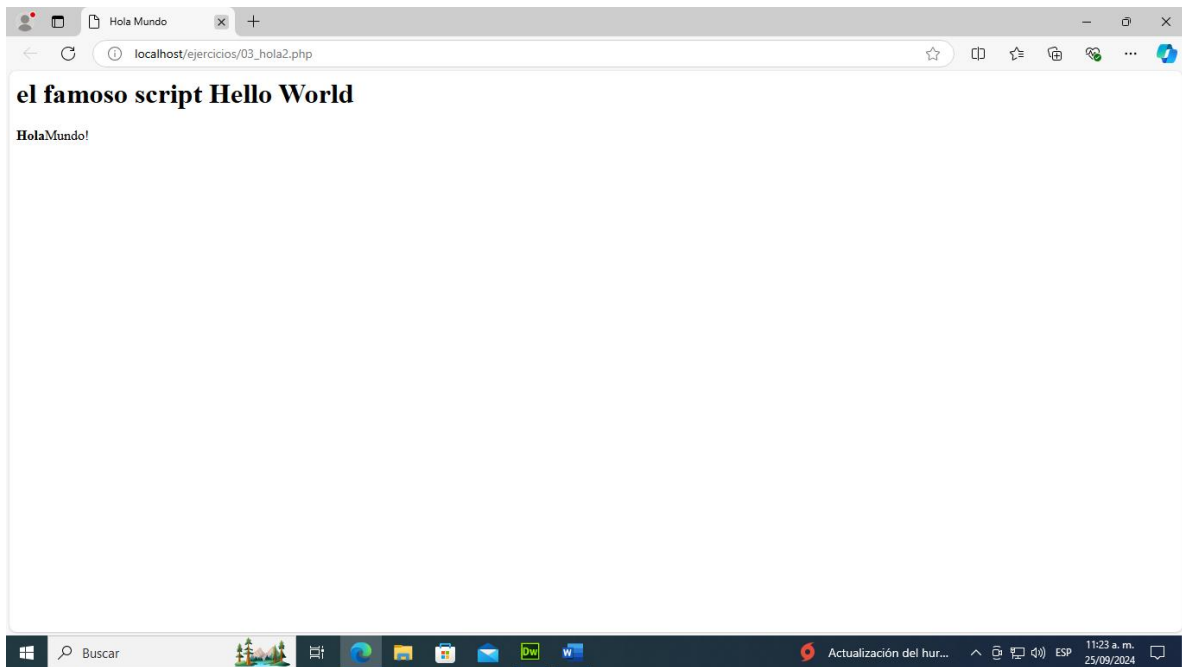 Hola Mundo
localhost/ejercicios/03_hola2.php
el famoso script Hello World
HolaMundo!
Buscar
Dw
W
Actualización del hur...
ESP
11:23 a. m.
25/09/2024